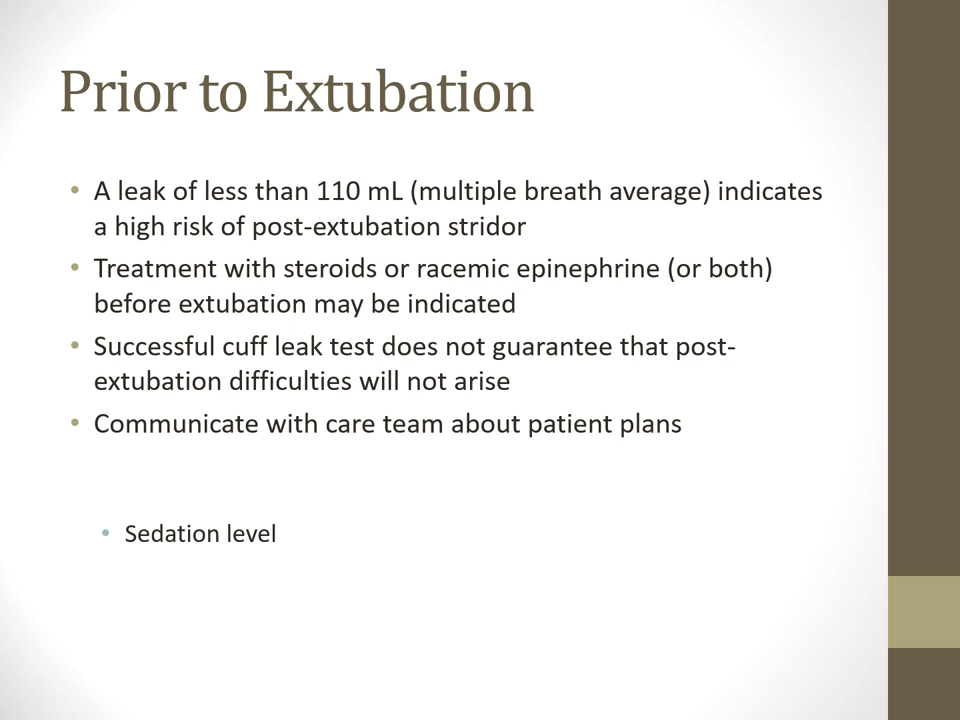 Prior to Extubation
• A leak of less than 110 mL (multiple breath average) indicates
a high risk of post-extubation stridor
• Treatment with steroids or racemic epinephrine (or both)
before extubation may be indicated
• Successful cuff leak test does not guarantee that post-
extubation difficulties will not arise
• Communicate with care team about patient plans
• Sedation level